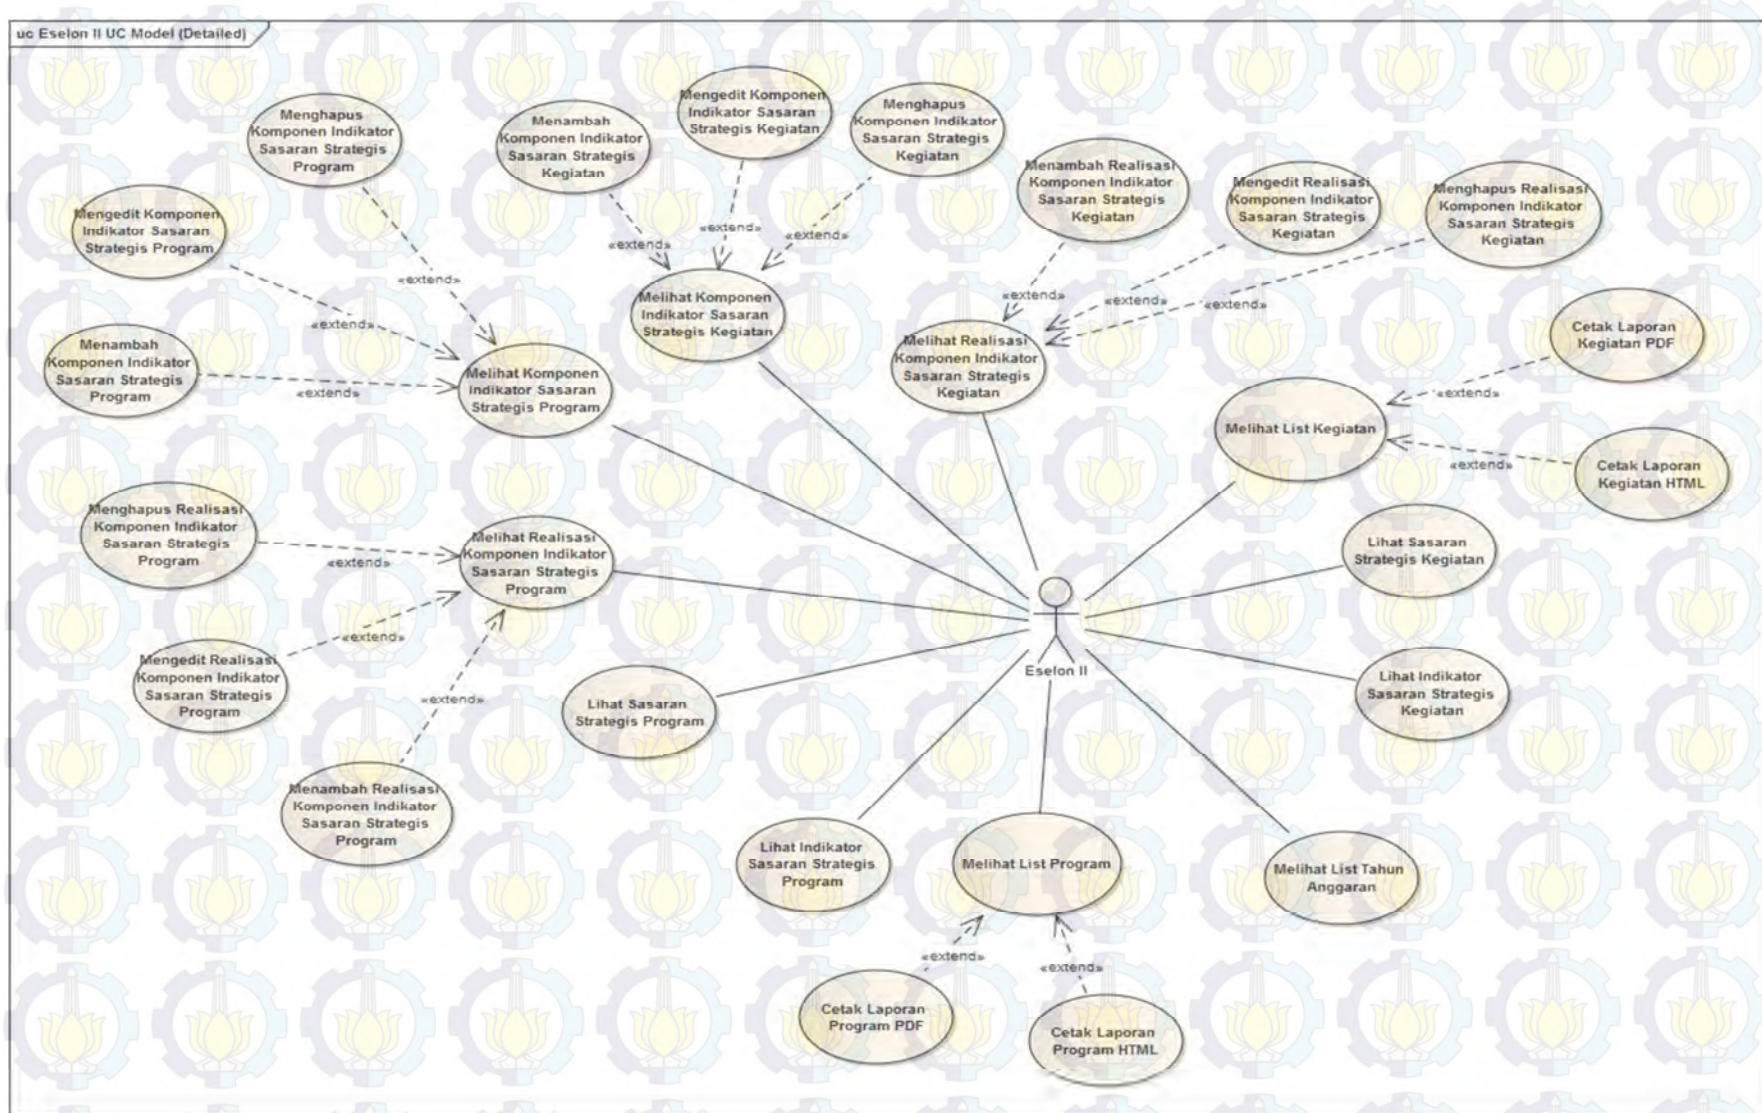 uc Eselon II UC Model (Detailed)
Menghapus
Komponen Indikator
Sasaran Strategis
Program
Menambah
Komponen Indikator
Sasaran Strategis
Kegiatan
Mengedit Komponen
Indikator Sasaran
Strategis Kegiatan
Menghapus
Komponen Indikator
Sasaran Strategis
Kegiatan
Menambah Realisasi
Komponen Indikator
Sasaran Strategis
Kegiatan
Mengedit Realisasi
Komponen Indikator
Sasaran Strategis
Kegiatan
Menghapus Realisasi
Komponen Indikator
Sasaran Strategis
Kegiatan
Mengedit Komponen
Indikator Sasaran
Strategis Program
«extend»
«extend»
«extend»
«extend»
«extend»
«extend»
«extend»
«extend»
Melihat Komponen
Indikator Sasaran
Strategis Kegiatan
Menambah
Komponen Indikator
Sasaran Strategis
Program
«extend»
Melihat Komponen
Indikator Sasaran
Strategis Program
Melihat Realisasi
Komponen Indikator
Sasaran Strategis
Kegiatan
Cetak Laporan
Kegiatan PDF
«extend»
Melihat List Kegiatan
«extend»
Cetak Laporan
Kegiatan HTML
Menghapus Realisasi
Komponen Indikator
Sasaran Strategis
Program
«extend»
Melihat Realisasi
Komponen Indikator
Sasaran Strategis
Program
Lihat Sasaran
Strategis Kegiatan
«extend»
Mengedit Realisasi
Komponen Indikator
Sasaran Strategis
Program
«extend»
Lihat Sasaran
Strategis Program
Eselon II
Lihat Indikator
Sasaran Strategis
Kegiatan
Menambah Realisasi
Komponen Indikator
Sasaran Strategis
Program
Lihat Indikator
Sasaran Strategis
Program
Melihat List Program
Melihat List Tahun
Anggaran
«extend»
«extend»
Cetak Laporan
Program PDF
Cetak Laporan
Program HTML